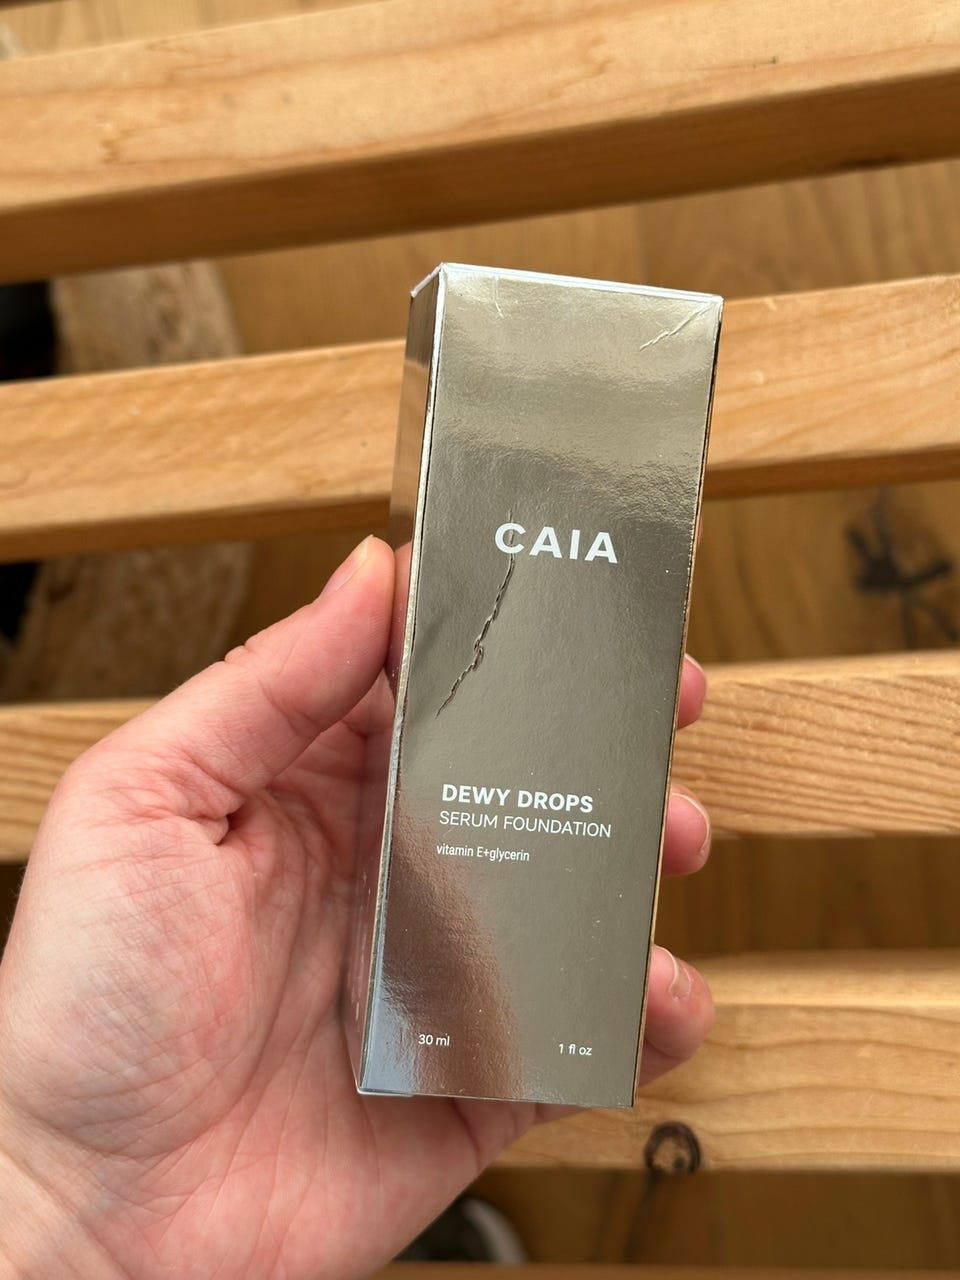 CAIA
DEWY DROPS
SERUM FOUNDATION
vitamin E+glycerin
30 ml
1 fl oz